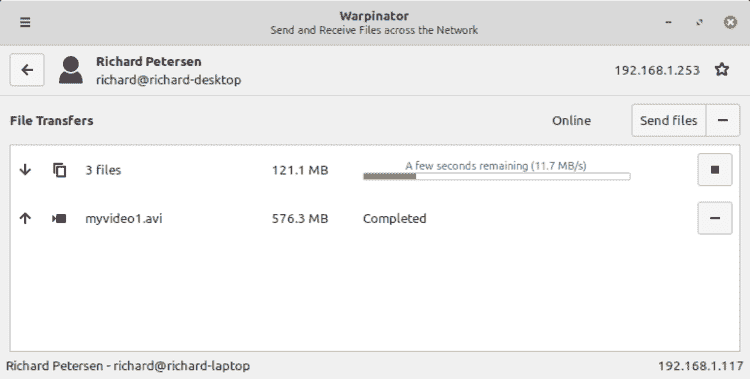 Warpinator
Send and Receive Files across the Network
Richard Petersen
richard@richard-desktop
192.168.1.253
File Transfers
Online
Send files
3 files
121.1 MB
A few seconds remaining (11.7 MB/s)
myvideo1.avi
576.3 MB
Completed
Richard Petersen - richard@richard-laptop
192.168.1.117